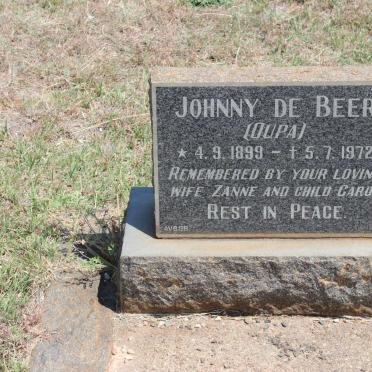 JOHNNY DE BEER
(OUPA)
* 4.9.1899 - † 5.7.1972
REMEMBERED BY YOUR LOVIN
WIFE ZANNE AND CHILD CARO
REST IN PEACE.